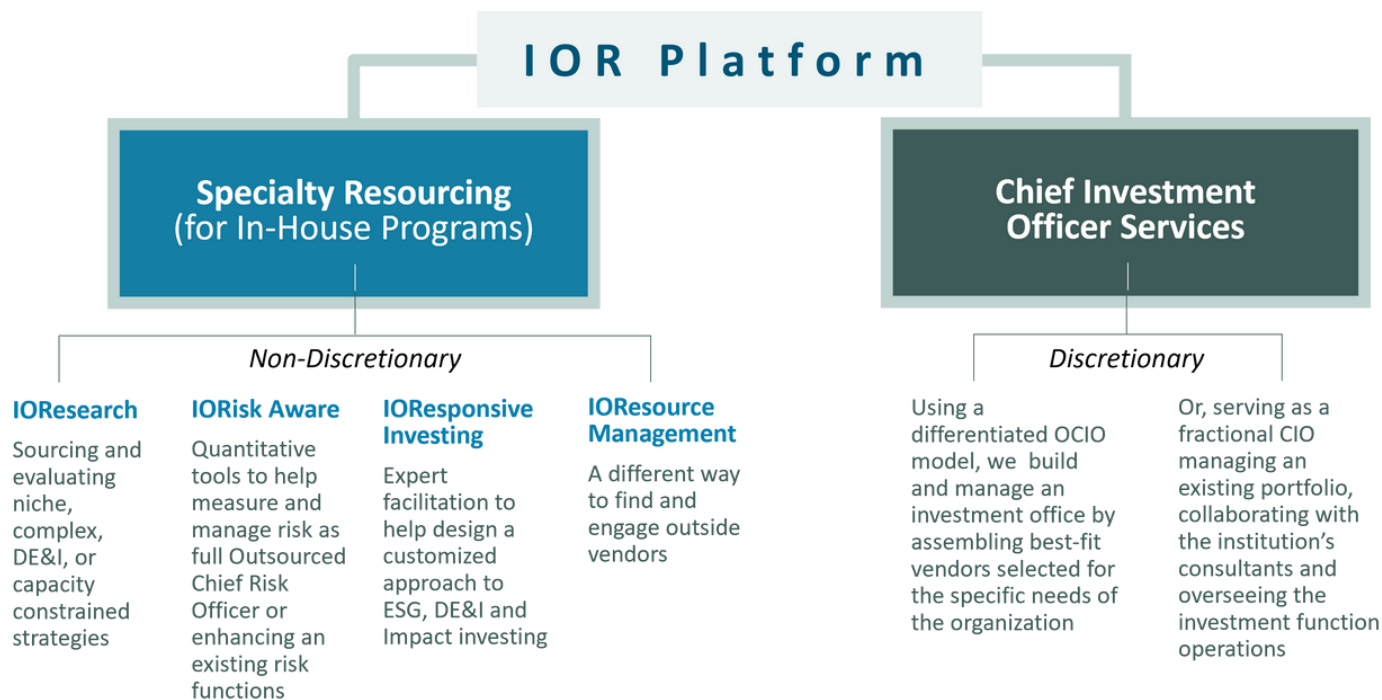 IOR Platform
Specialty Resourcing
(for In-House Programs)
Non-Discretionary
IOResearch
Sourcing and
evaluating
niche,
complex,
DE&I, or
capacity
constrained
strategies
IORisk Aware
Quantitative
tools to help
measure and
manage risk as
full Outsourced
Chief Risk
Officer or
enhancing an
existing risk
functions
IOResponsive
Investing
Expert
facilitation to
help design a
customized
approach to
ESG, DE&I and
Impact investing
IOResource
Management
A different way
to find and
engage outside
vendors
Chief Investment
Officer Services
Discretionary
Using a
differentiated OCIO
model, we build
and manage an
investment office by
assembling best-fit
vendors selected for
the specific needs of
the organization
Or, serving as a
fractional CIO
managing an
existing portfolio,
collaborating with
the institution's
consultants and
overseeing the
investment function
operations